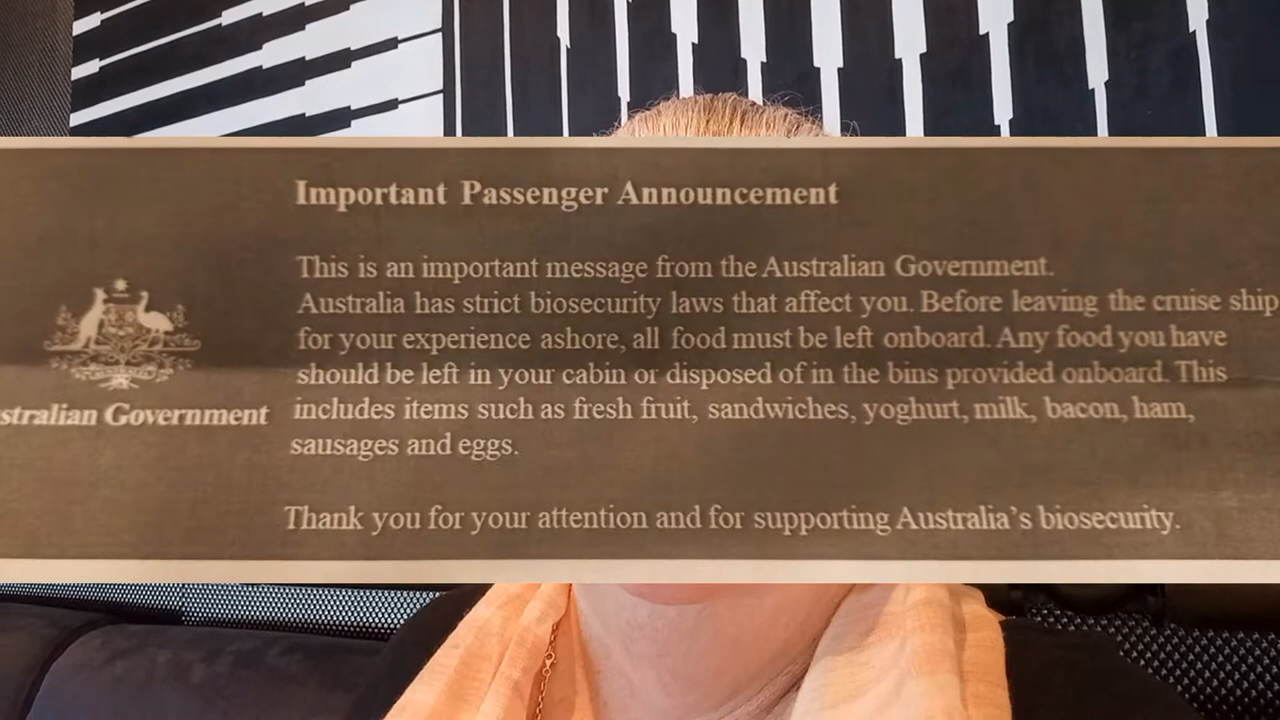 Important Passenger Announcement
This is an important message from the Australian Government.
Australia has strict biosecurity laws that affect you. Before leaving the cruise ship
for your experience ashore, all food must be left onboard. Any food you have
should be left in your cabin or disposed of in the bins provided onboard. This
includes items such as fresh fruit, sandwiches, yoghurt, milk, bacon, ham,
sausages and eggs.
Thank you for your attention and for supporting Australia's biosecurity.
stralian Government